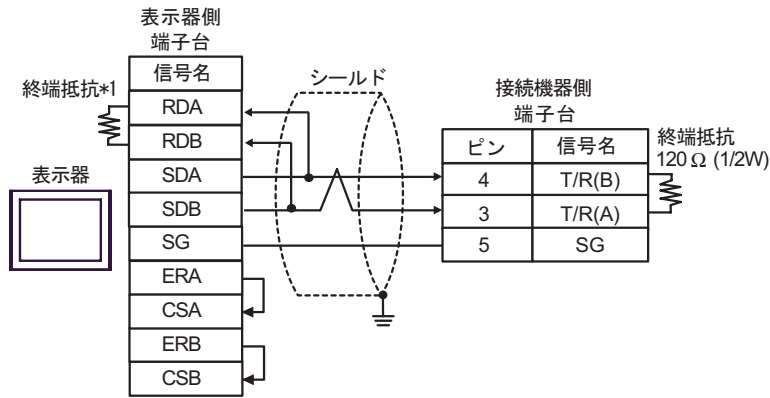 表示器側
端子台
信号名
終端抵抗*1
RDA
RDB
SDA
SDB
SG
ERA
CSA
ERB
CSB
表示器
シールド
接続機器側
端子台
ピン 信号名
4 T/R(B)
3 T/R(A)
5 SG
終端抵抗
120 Ω (1/2W)